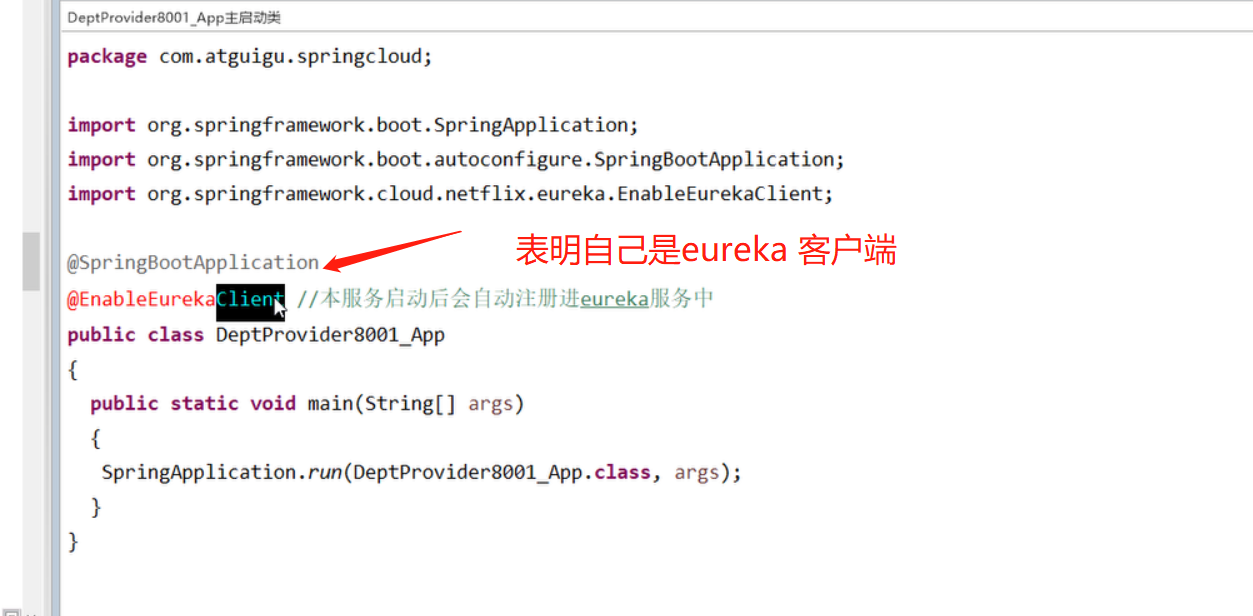 DeptProvider8001_App主启动类
package com.atguigu.springcloud;
import org.springframework.boot.SpringApplication;
import org.springframework.boot.autoconfigure.SpringBootApplication;
import org.springframework.cloud.netflix.eureka.EnableEurekaClient;
表明自己是eureka 客户端
@SpringBootApplication
@EnableEurekaClient //本服务启动后会自动注册进eureka服务中
public class DeptProvider8001_App
{
public static void main(String[] args)
{
SpringApplication.run(DeptProvider8001_App.class, args);
}
}